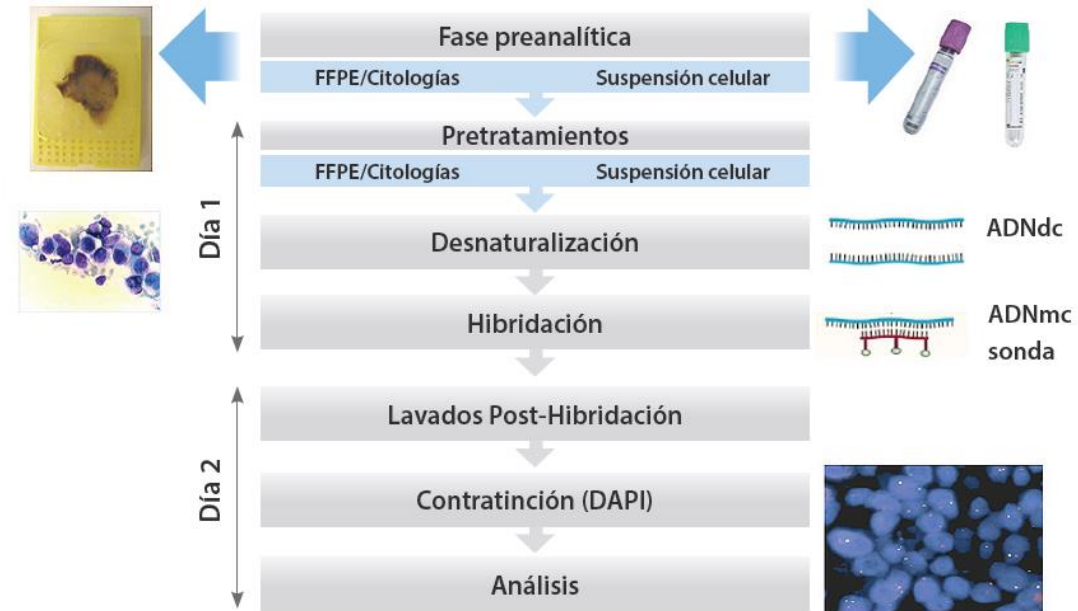 Fase preanalítica
FFPE/Citologías Suspensión celular
Pretratamientos
FFPE/Citologías Suspensión celular
Día 1
Desnaturalización
ADNdc
Hibridación
ADNmc
sonda
Lavados Post-Hibridación
Día 2
Contratinción (DAPI)
Análisis